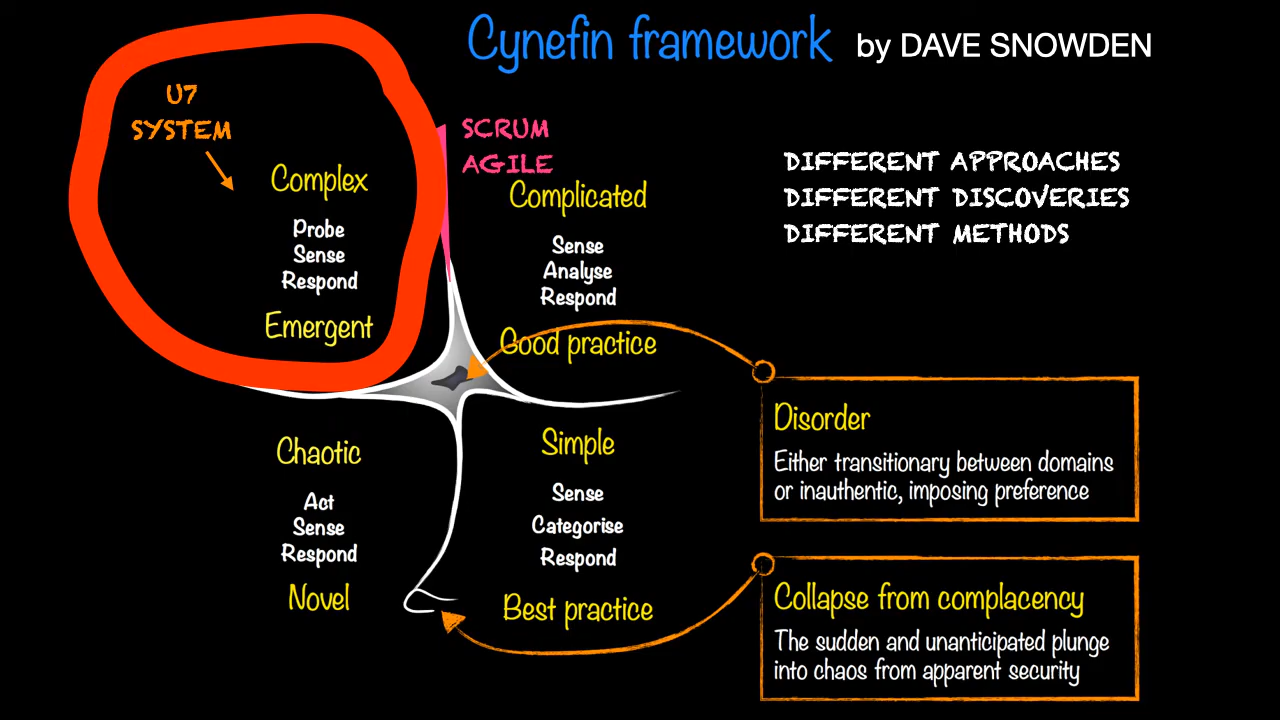 Cynefin framework by DAVE SNOWDEN
U7
SYSTEM
SCRUM
AGILE
DIFFERENT APPROACHES
DIFFERENT DISCOVERIES
DIFFERENT METHODS
Complex
Probe
Sense
Respond
Emergent
Complicated
Sense
Analyse
Respond
Good practice
Chaotic
Act
Sense
Respond
Novel
Simple
Sense
Categorise
Respond
Best practice
Disorder
Either transitionary between domains
or inauthentic, imposing preference
Collapse from complacency
The sudden and unanticipated plunge
into chaos from apparent security